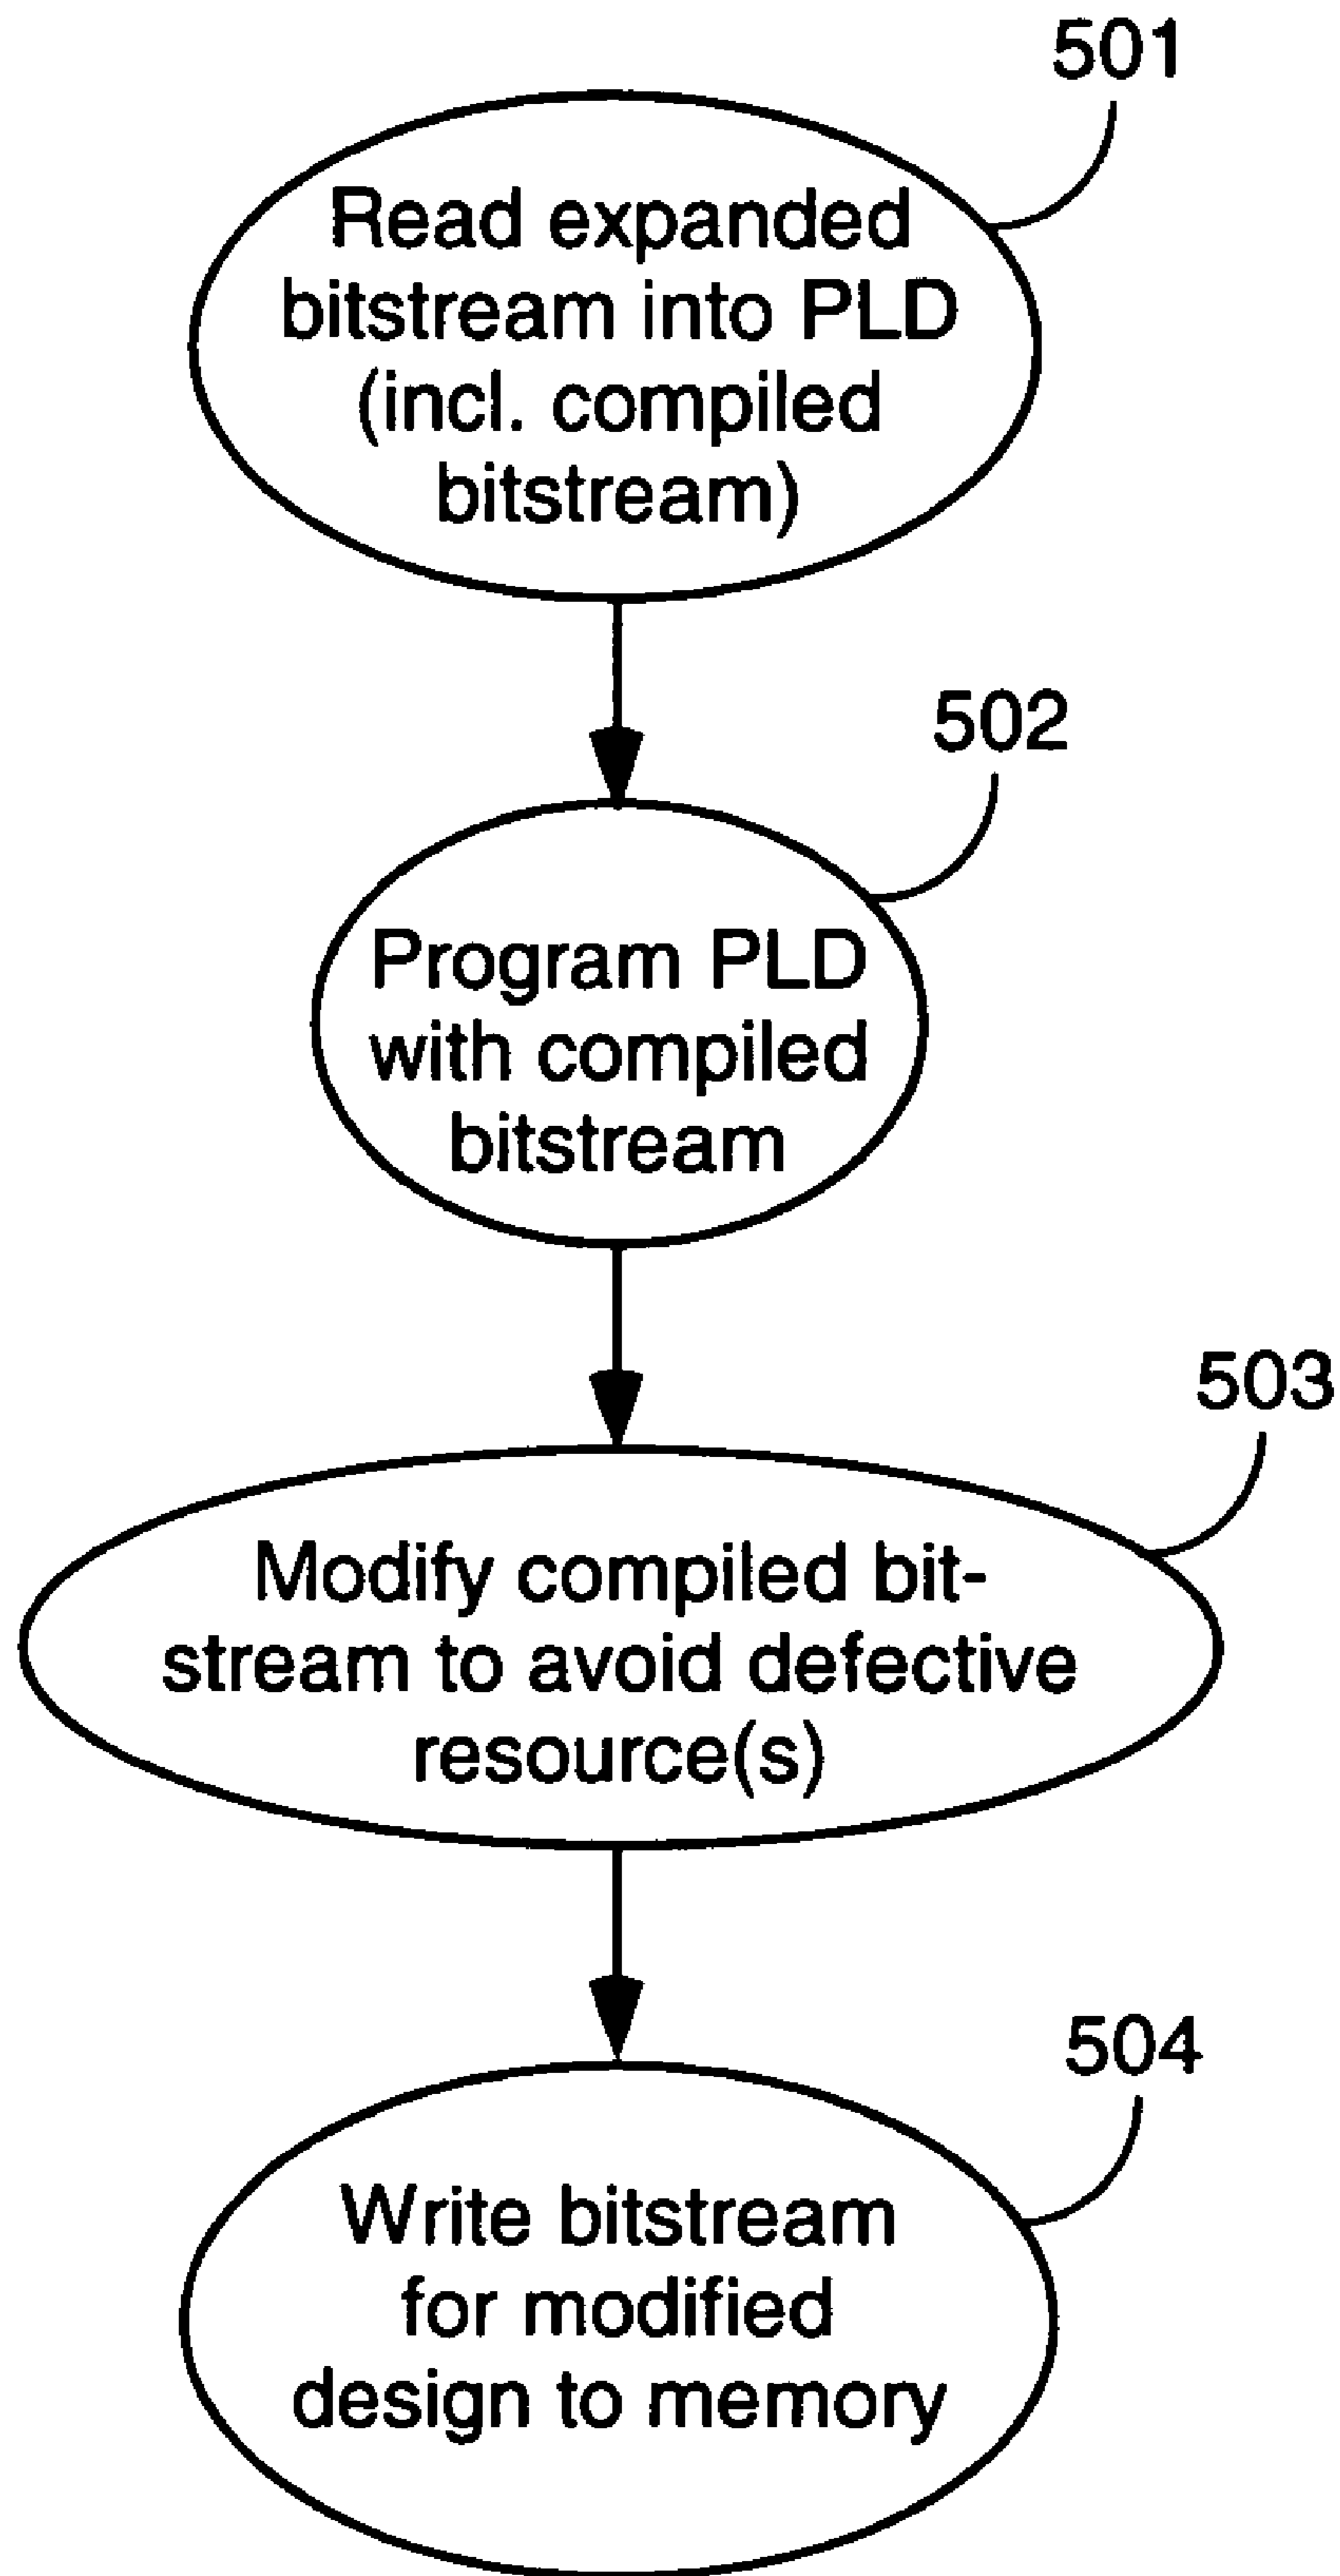 501
Read expanded
bitstream into PLD
(incl. compiled
bitstream)
502
Program PLD
with compiled
bitstream
503
Modify compiled bit-
stream to avoid defective
resource(s)
504
Write bitstream
for modified
design to memory